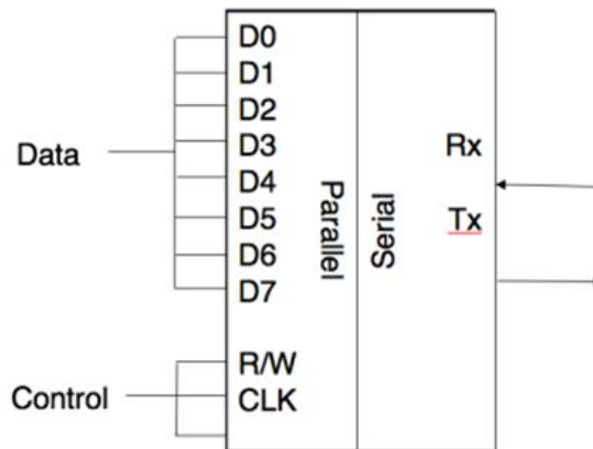 D0
D1
D2
D3
D4
D5
D6
D7
Data
Rx
Tx
Parallel
Serial
R/W
CLK
Control